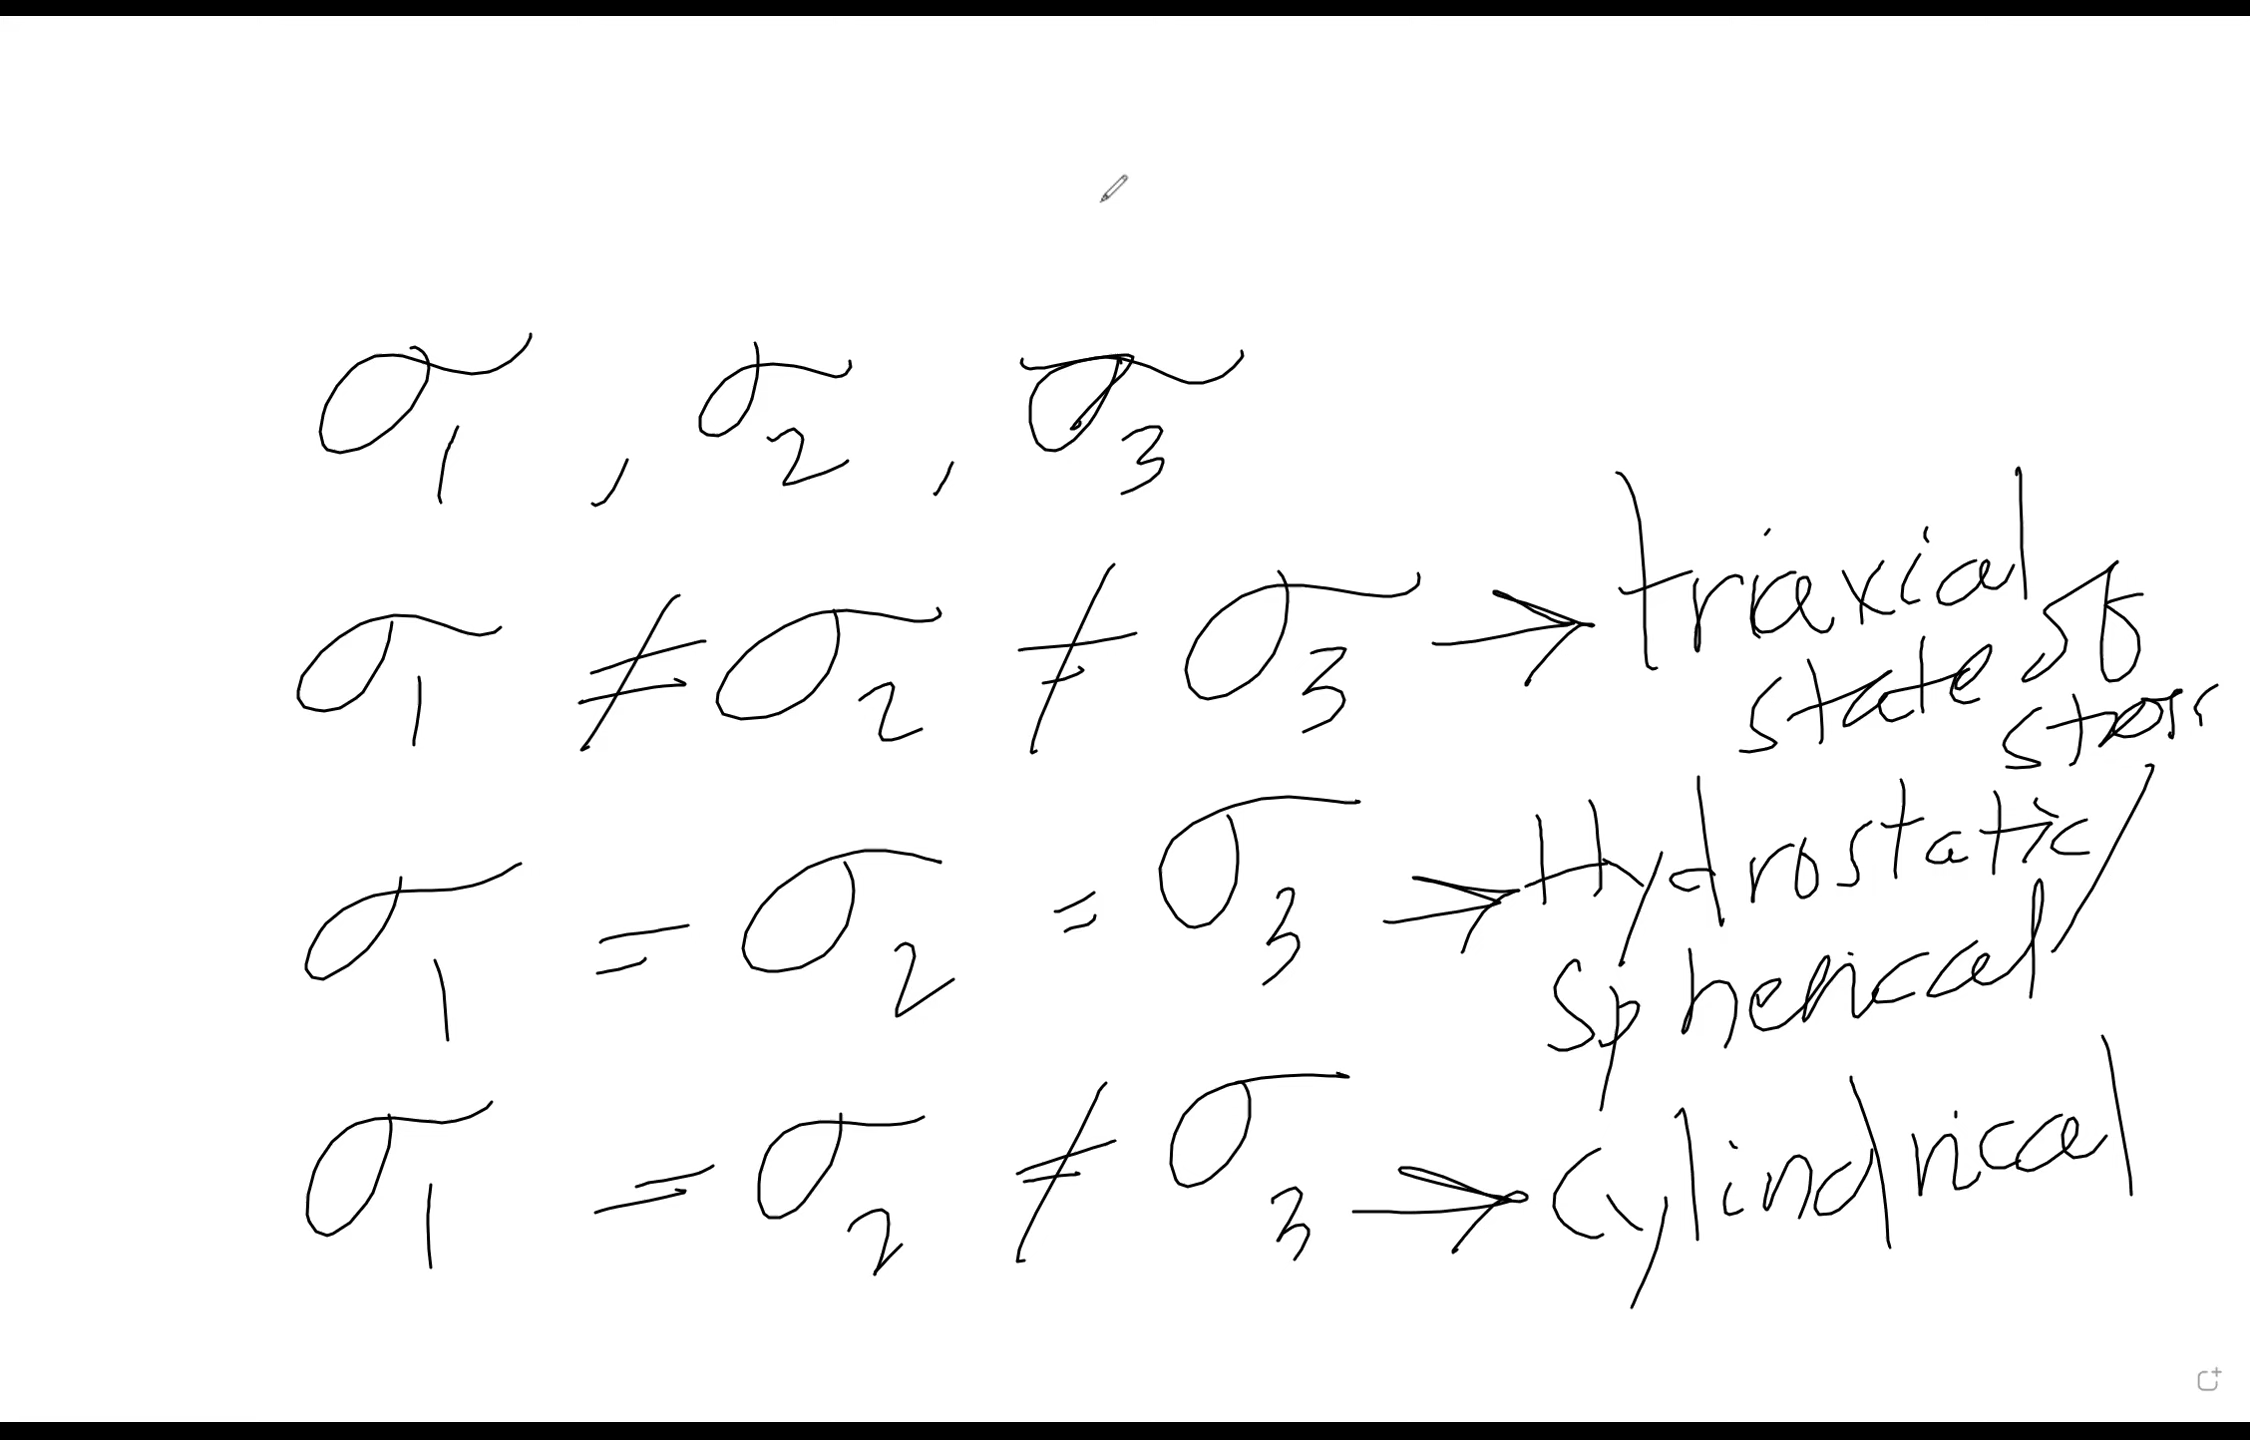 σ₁ , σ₂ , σ₃
σ₁ ≠ σ₂ ≠ σ₃ → triaxial
state of
stress
σ₁ = σ₂ = σ₃ → Hydrostatic /
Spherical
σ₁ = σ₂ ≠ σ₃ → Cylindrical